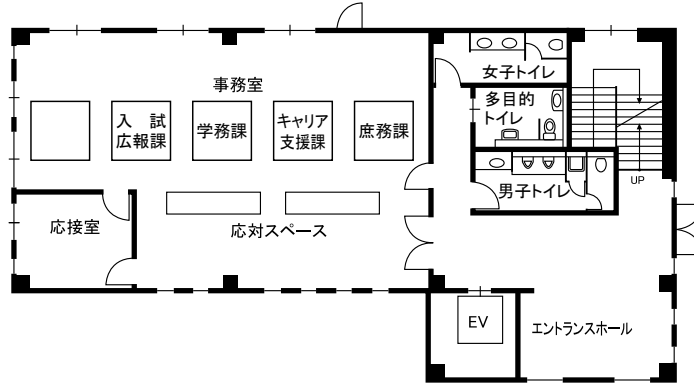 事務室
女子トイレ
多目的
トイレ
入 試
広報課
学務課
キャリア
支援課
庶務課
男子トイレ
UP
応接室
応対スペース
EV
エントランスホール